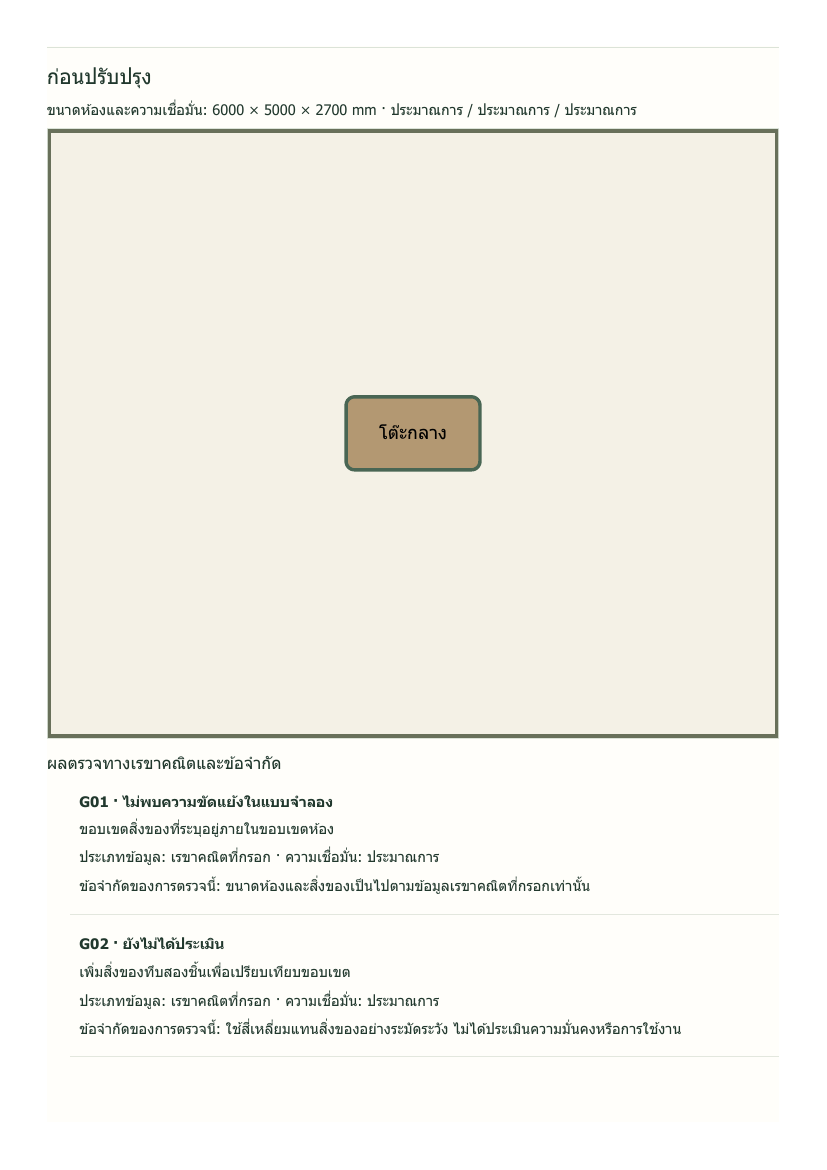 ก่อนปรับปรุง
ขนาดห้องและความเชื่อมั่น: 6000 × 5000 × 2700 mm · ประมาณการ / ประมาณการ / ประมาณการ
โต๊ะกลาง
ผลตรวจทางเรขาคณิตและข้อจำกัด
G01 · ไม่พบความขัดแย้งในแบบจำลอง
ขอบเขตสิ่งของที่ระบุอยู่ภายในขอบเขตห้อง
ประเภทข้อมูล: เรขาคณิตที่กรอก · ความเชื่อมั่น: ประมาณการ
ข้อจำกัดของการตรวจนี้: ขนาดห้องและสิ่งของเป็นไปตามข้อมูลเรขาคณิตที่กรอกเท่านั้น
G02 · ยังไม่ได้ประเมิน
เพิ่มสิ่งของทึบสองชิ้นเพื่อเปรียบเทียบขอบเขต
ประเภทข้อมูล: เรขาคณิตที่กรอก · ความเชื่อมั่น: ประมาณการ
ข้อจำกัดของการตรวจนี้: ใช้สี่เหลี่ยมแทนสิ่งของอย่างระมัดระวัง ไม่ได้ประเมินความมั่นคงหรือการใช้งาน